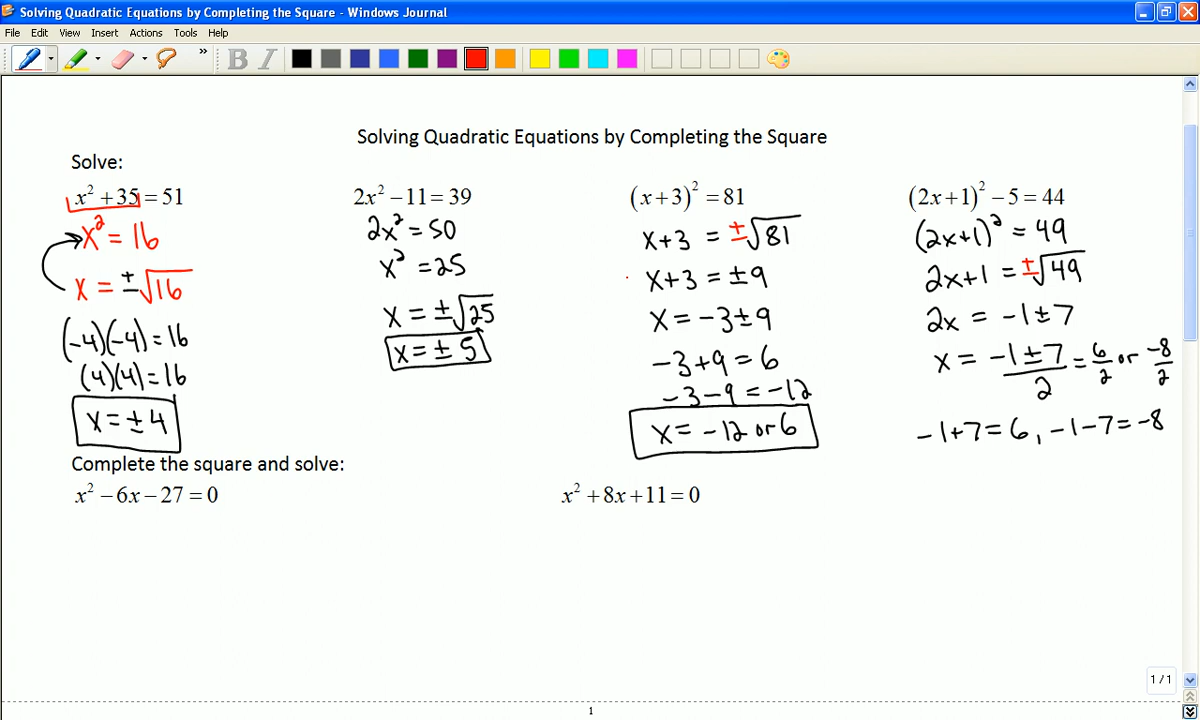 Solving Quadratic Equations by Completing the Square - Windows Journal
File Edit View Insert Actions Tools Help
» B I
Solving Quadratic Equations by Completing the Square
Solve:
x² + 35 = 51
x² = 16
x = ±√16
(-4)(-4) = 16
(4)(4) = 16
x = ±4
2x² − 11 = 39
2x² = 50
x² = 25
x = ±√25
x = ± 5
(x+3)² = 81
x+3 = ±√81
x+3 = ±9
x = −3±9
−3+9 = 6
−3−9 = −12
x = −12 or 6
(2x+1)² − 5 = 44
(2x+1)² = 49
2x+1 = ±√49
2x = −1±7
x = (−1±7)/2 = 6/2 or −8/2
−1+7=6, −1−7=−8
Complete the square and solve:
x² − 6x − 27 = 0
x² + 8x + 11 = 0
1 / 1
1